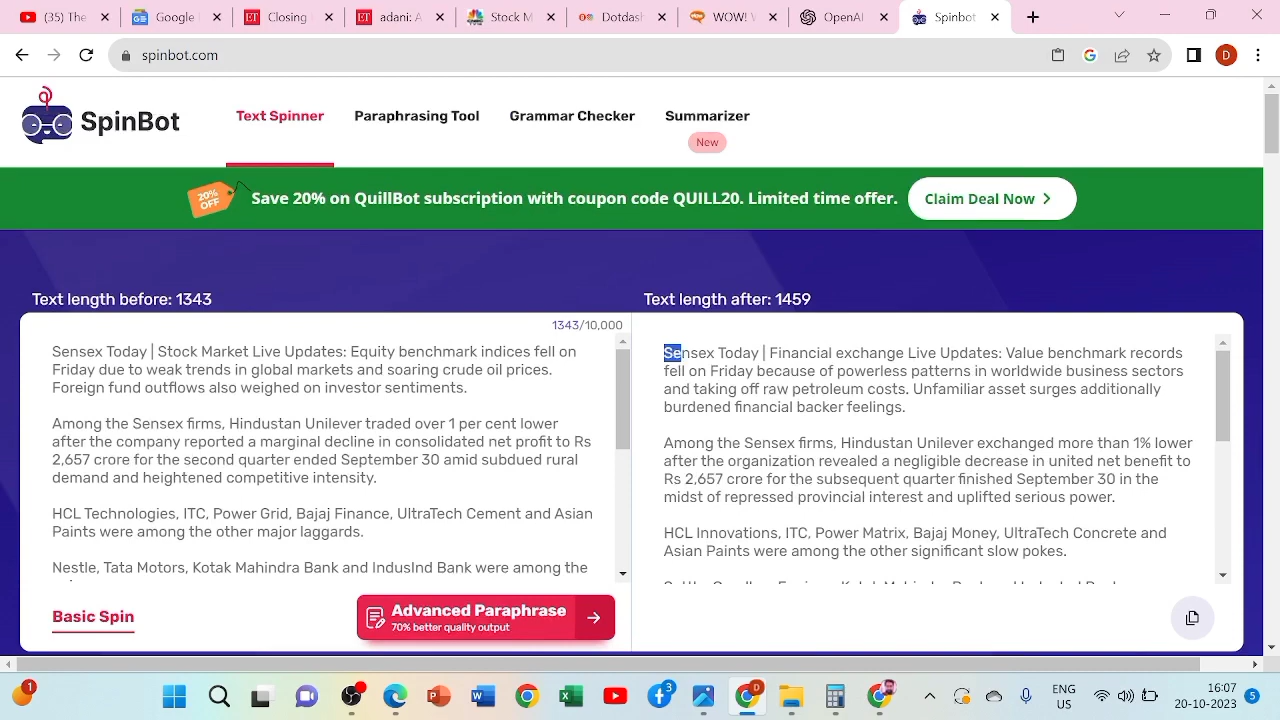 (35) The
Google
Clinching
adani: A
Stock M
Dotdash
WOW! \
OpenAI
Spinbot
spinbot.com
D
SpinBot
Text Spinner
Paraphrasing Tool
Grammar Checker
Summarizer
New
20% OFF
Save 20% on QuillBot subscription with coupon code QUILL20. Limited time offer.
Claim Deal Now
Text length before: 1343
1343/10,000
Sensex Today | Stock Market Live Updates: Equity benchmark indices fell on
Friday due to weak trends in global markets and soaring crude oil prices.
Foreign fund outflows also weighed on investor sentiments.
Among the Sensex firms, Hindustan Unilever traded over 1 per cent lower
after the company reported a marginal decline in consolidated net profit to Rs
2,657 crore for the second quarter ended September 30 amid subdued rural
demand and heightened competitive intensity.
HCL Technologies, ITC, Power Grid, Bajaj Finance, UltraTech Cement and Asian
Paints were among the other major laggards.
Nestle, Tata Motors, Kotak Mahindra Bank and IndusInd Bank were among the
Basic Spin
Advanced Paraphrase
70% better quality output
Text length after: 1459
Sensex Today | Financial exchange Live Updates: Value benchmark records
fell on Friday because of powerless patterns in worldwide business sectors
and taking off raw petroleum costs. Unfamiliar asset surges additionally
burdened financial backer feelings.
Among the Sensex firms, Hindustan Unilever exchanged more than 1% lower
after the organization revealed a negligible decrease in united net benefit to
Rs 2,657 crore for the subsequent quarter finished September 30 in the
midst of repressed provincial interest and uplifted serious power.
HCL Innovations, ITC, Power Matrix, Bajaj Money, UltraTech Concrete and
Asian Paints were among the other significant slow pokes.
ENG
US
16:07
20-10-2023
5